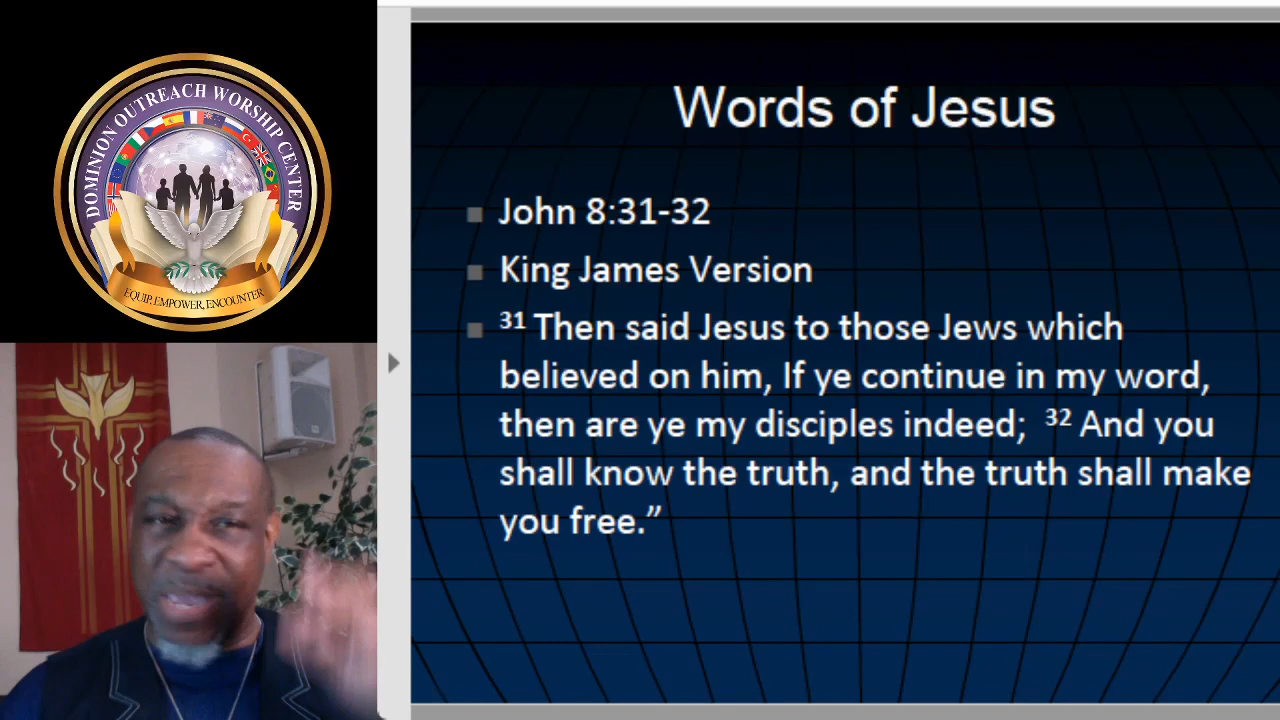 DOMINION OUTREACH WORSHIP CENTER
EQUIP, EMPOWER, ENCOUNTER
Words of Jesus
John 8:31-32
King James Version
31 Then said Jesus to those Jews which
believed on him, If ye continue in my word,
then are ye my disciples indeed; 32 And you
shall know the truth, and the truth shall make
you free.”